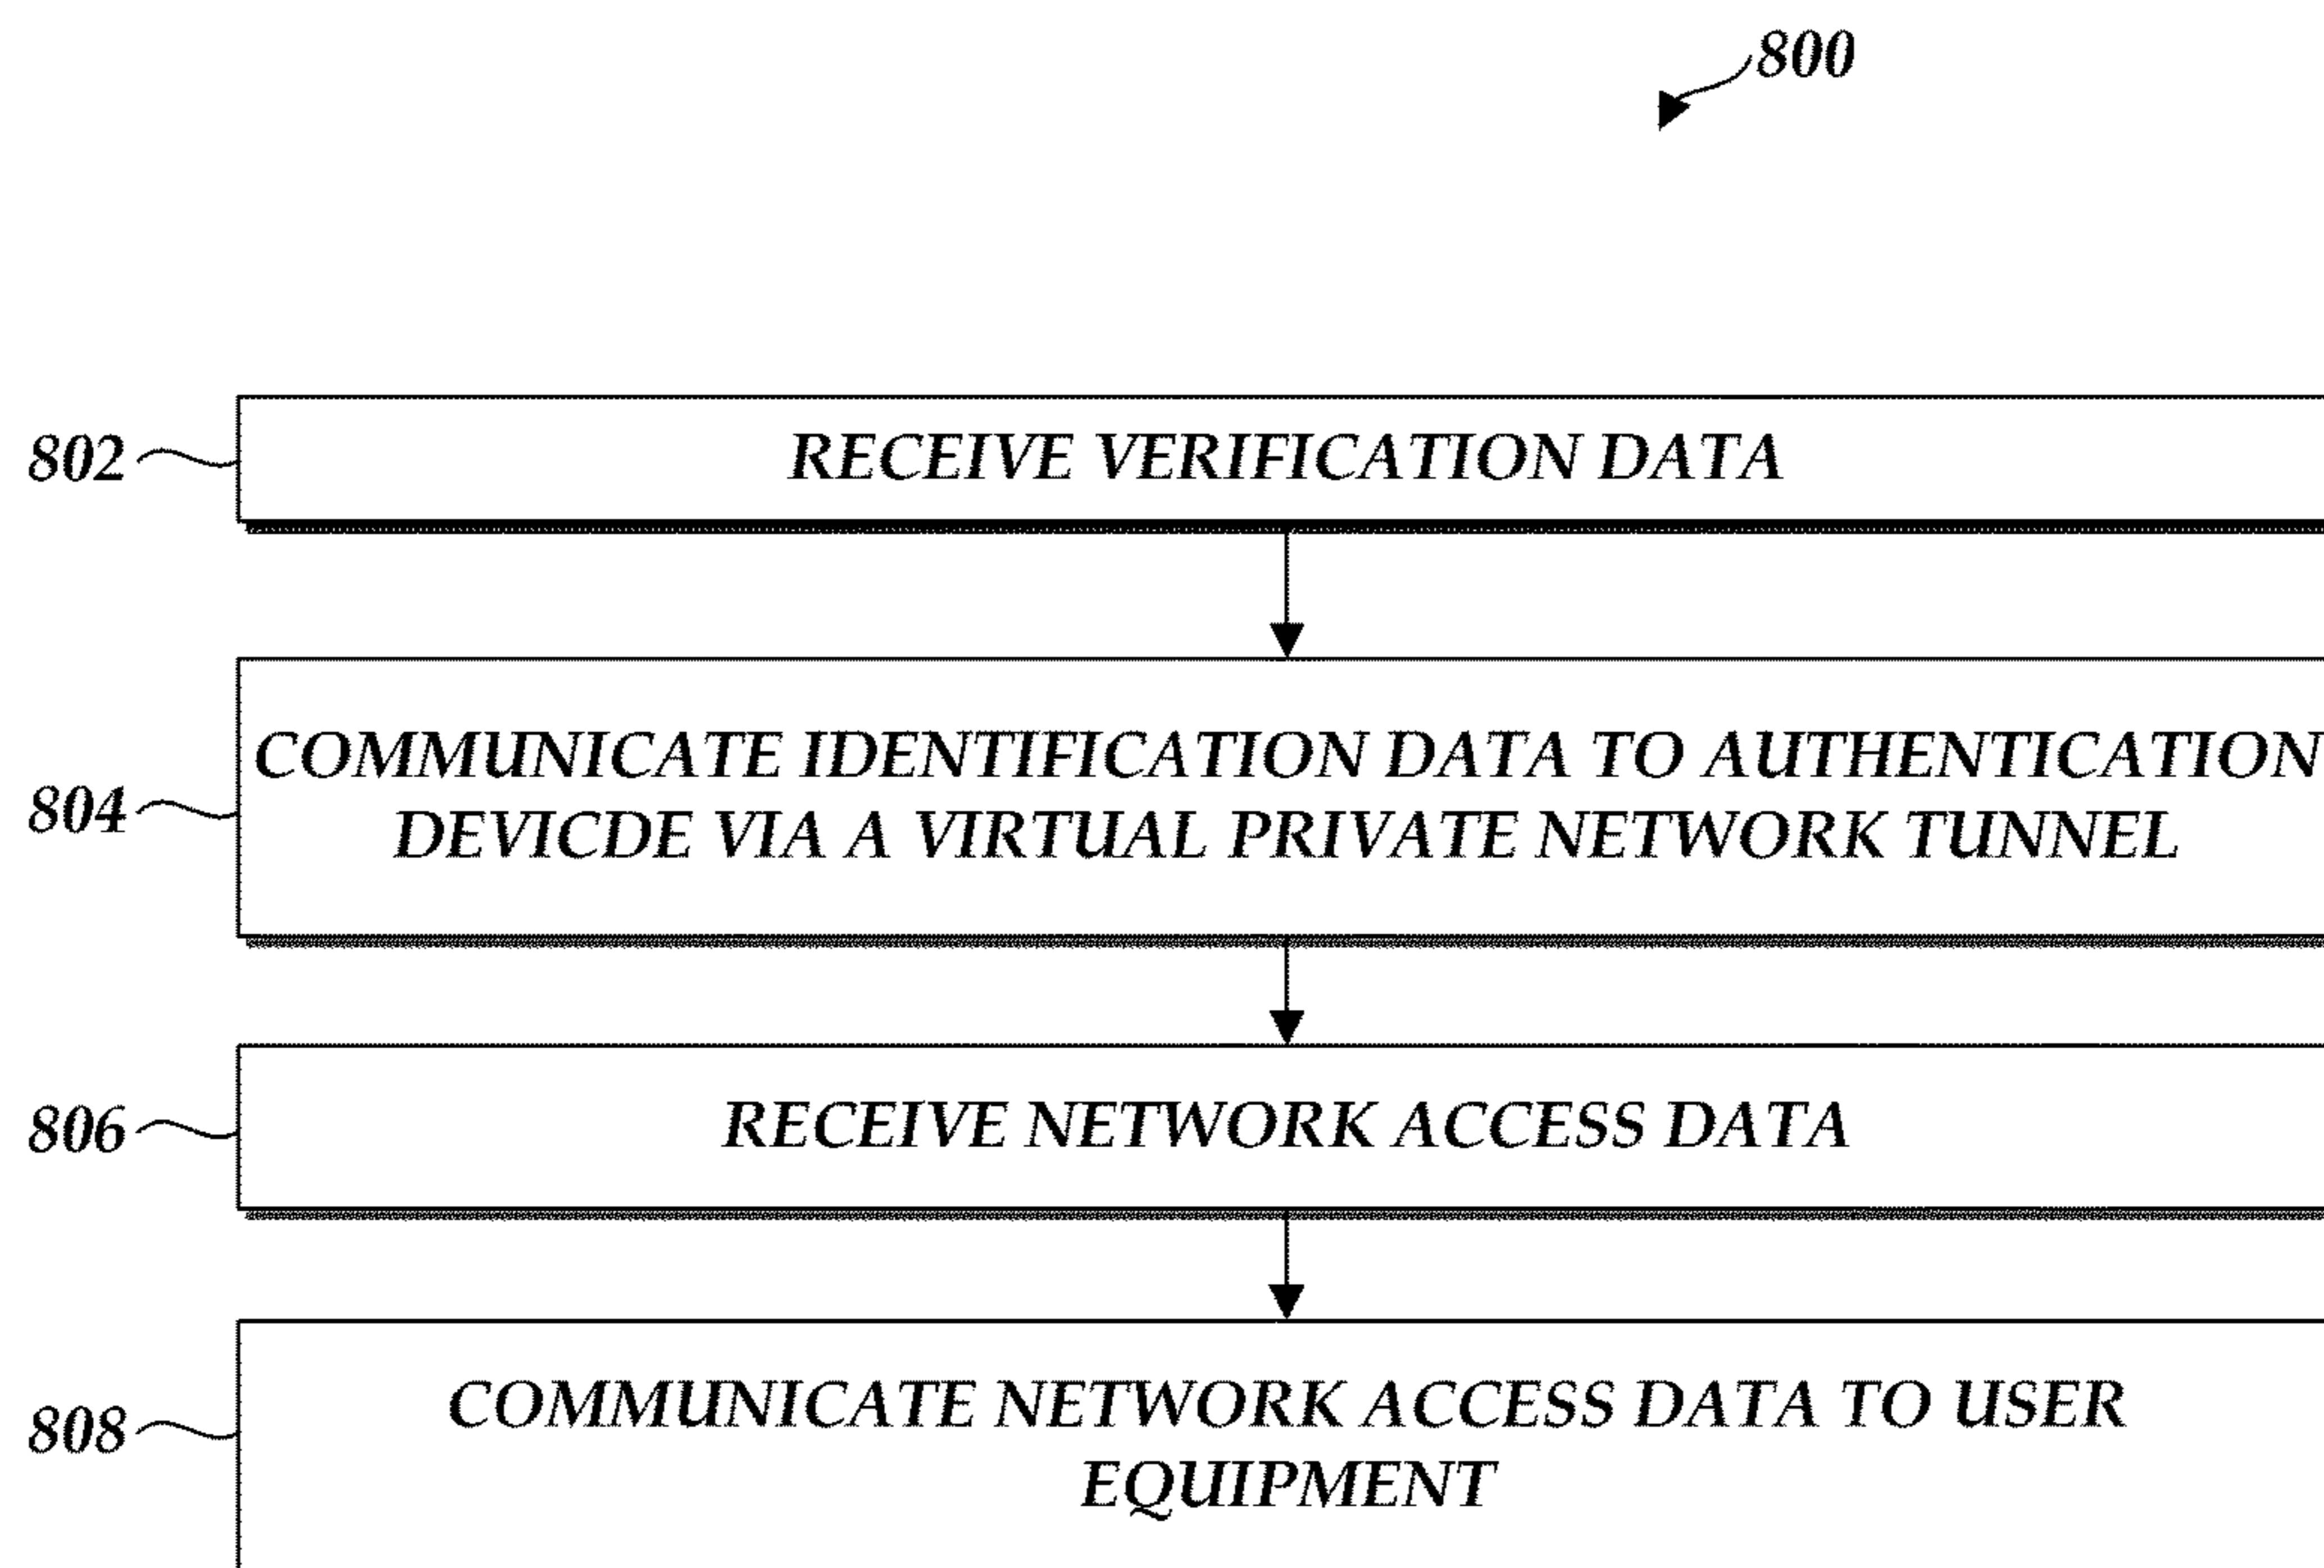 800
802
RECEIVE VERIFICATION DATA
804
COMMUNICATE IDENTIFICATION DATA TO AUTHENTICATION
DEVICDE VIA A VIRTUAL PRIVATE NETWORK TUNNEL
806
RECEIVE NETWORK ACCESS DATA
808
COMMUNICATE NETWORK ACCESS DATA TO USER
EQUIPMENT